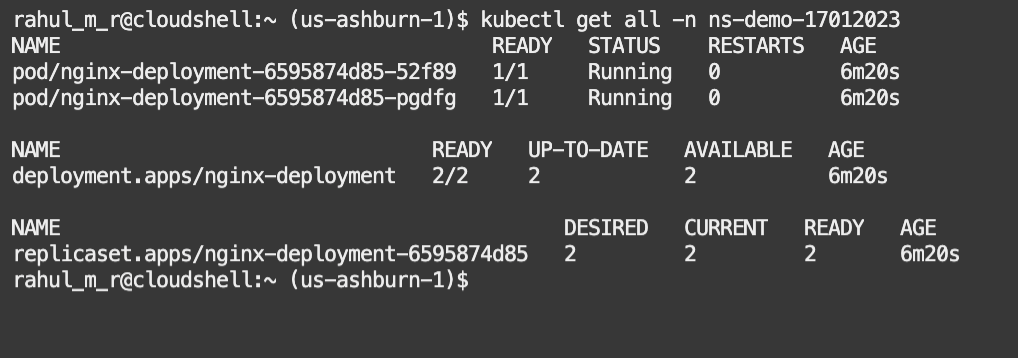 rahul_m_r@cloudshell:~ (us-ashburn-1)$ kubectl get all -n ns-demo-17012023
NAME                                    READY   STATUS    RESTARTS   AGE
pod/nginx-deployment-6595874d85-52f89   1/1     Running   0          6m20s
pod/nginx-deployment-6595874d85-pgdfg   1/1     Running   0          6m20s

NAME                               READY   UP-TO-DATE   AVAILABLE   AGE
deployment.apps/nginx-deployment   2/2     2            2           6m20s

NAME                                          DESIRED   CURRENT   READY   AGE
replicaset.apps/nginx-deployment-6595874d85   2         2         2       6m20s
rahul_m_r@cloudshell:~ (us-ashburn-1)$